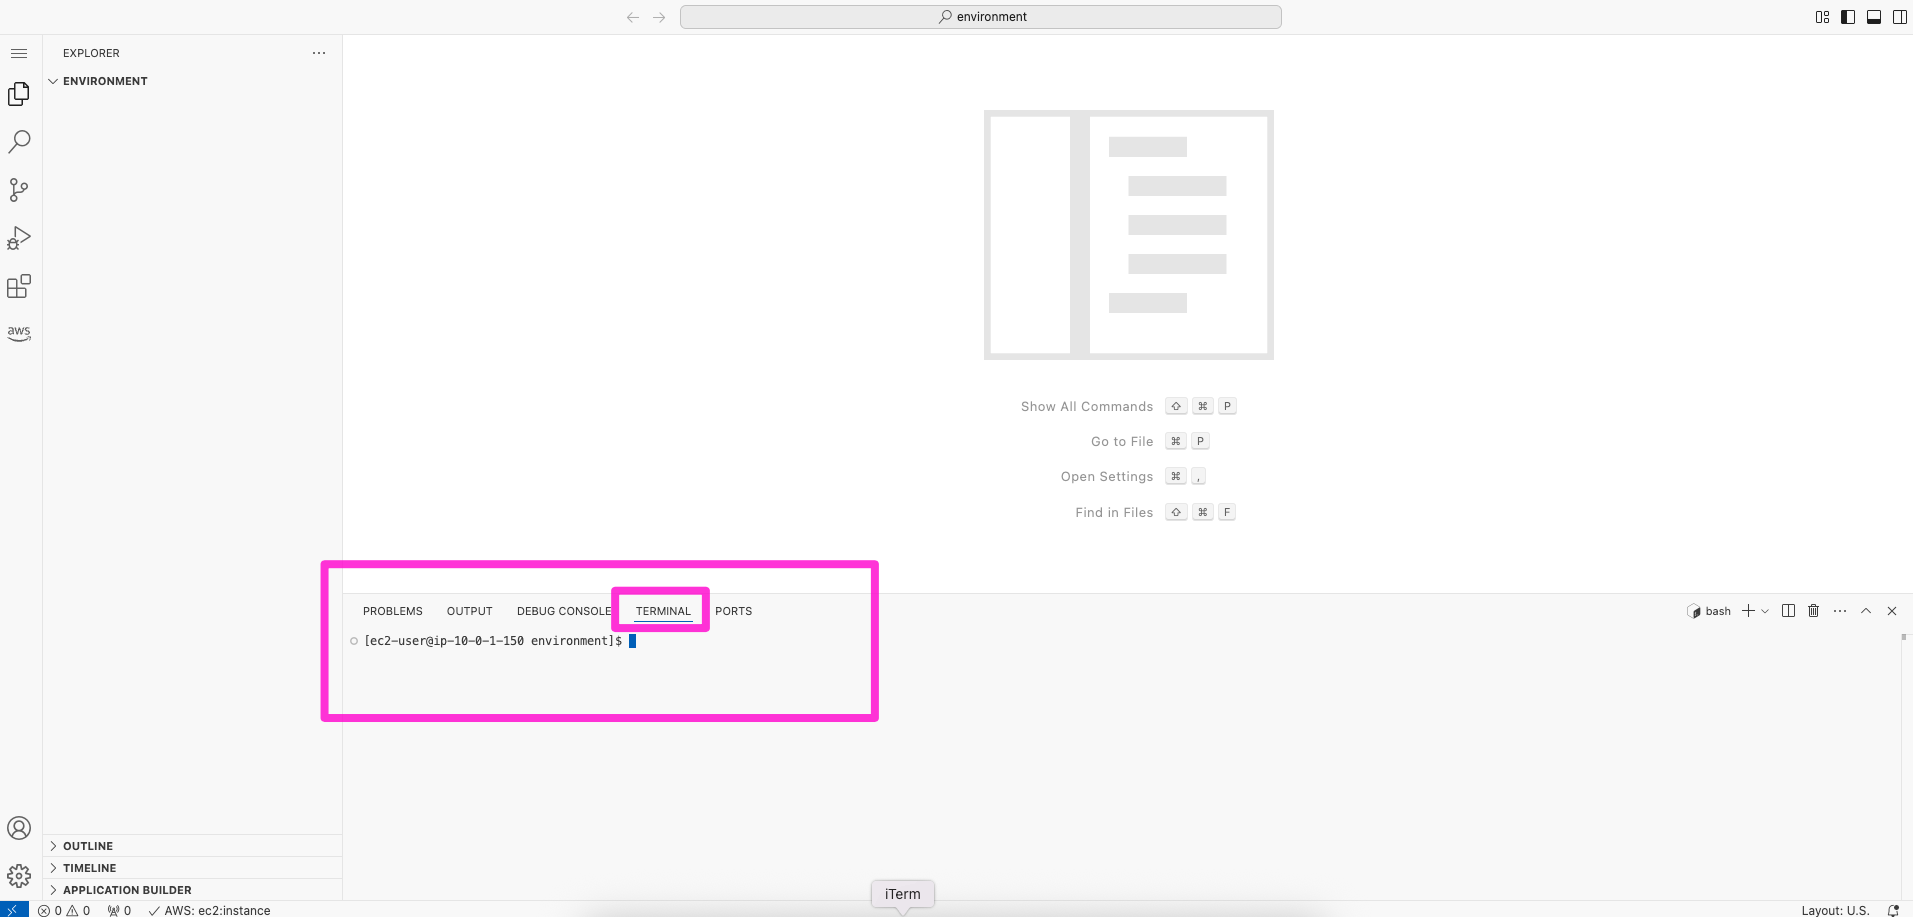 environment
EXPLORER
ENVIRONMENT
aws
Show All Commands ⇧ ⌘ P
Go to File ⌘ P
Open Settings ⌘ ,
Find in Files ⇧ ⌘ F
PROBLEMS OUTPUT DEBUG CONSOLE TERMINAL PORTS
bash
[ec2-user@ip-10-0-1-150 environment]$
OUTLINE
TIMELINE
APPLICATION BUILDER
iTerm
0 0 0 AWS: ec2:instance
Layout: U.S.